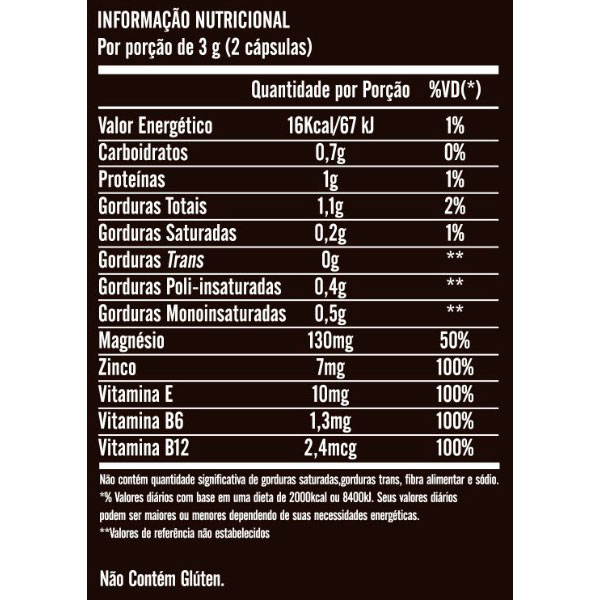 INFORMAÇÃO NUTRICIONAL
Por porção de 3 g (2 cápsulas)
Quantidade por Porção %VD(*)
Valor Energético 16Kcal/67 kJ 1%
Carboidratos 0,7g 0%
Proteínas 1g 1%
Gorduras Totais 1,1g 2%
Gorduras Saturadas 0,2g 1%
Gorduras Trans 0g **
Gorduras Poli-insaturadas 0,4g **
Gorduras Monoinsaturadas 0,5g **
Magnésio 130mg 50%
Zinco 7mg 100%
Vitamina E 10mg 100%
Vitamina B6 1,3mg 100%
Vitamina B12 2,4mcg 100%
Não contém quantidade significativa de gorduras saturadas,gorduras trans, fibra alimentar e sódio.
*% Valores diários com base em uma dieta de 2000kcal ou 8400kJ. Seus valores diários
podem ser maiores ou menores dependendo de suas necessidades energéticas.
**Valores de referência não estabelecidos
Não Contém Glúten.